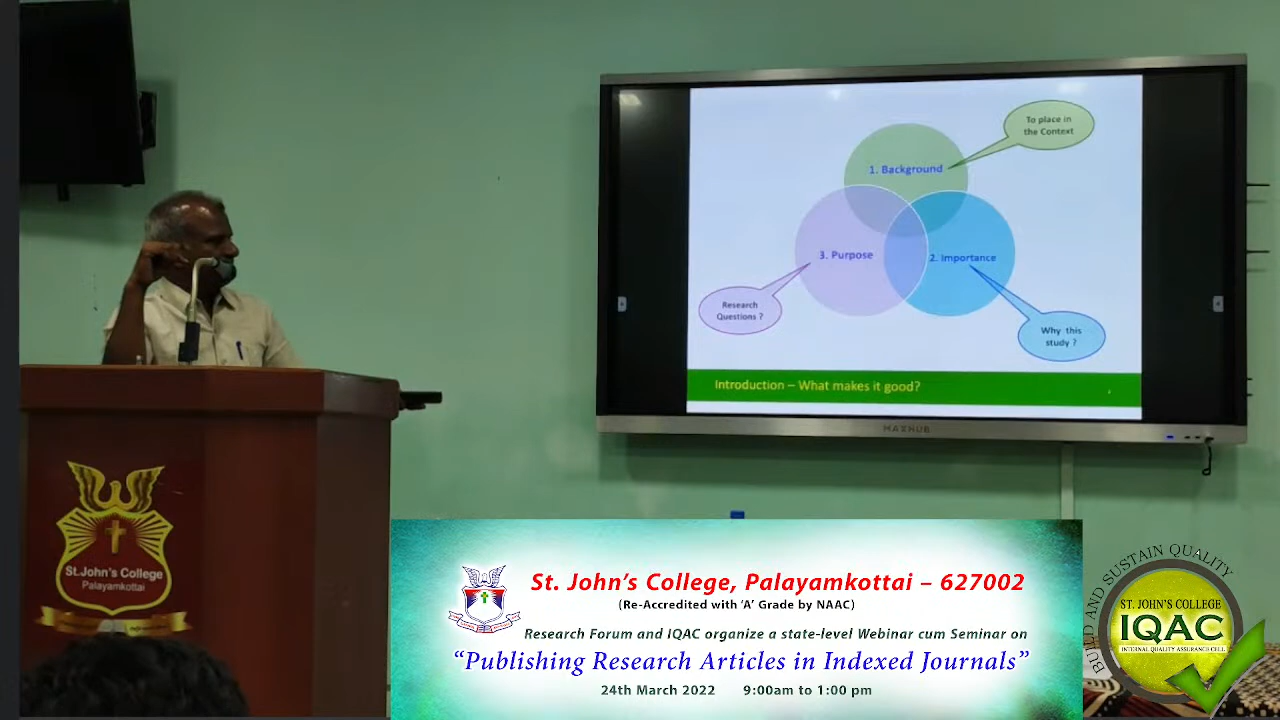 To place in
the Context
1. Background
3. Purpose
2. Importance
Research
Questions ?
Why this
study ?
Introduction – What makes it good?
MAXHUB
St.John's College
Palayamkottai
St. John's College, Palayamkottai – 627002
(Re-Accredited with 'A' Grade by NAAC)
Research Forum and IQAC organize a state-level Webinar cum Seminar on
“Publishing Research Articles in Indexed Journals”
24th March 2022 9:00am to 1:00 pm
BUILD AND SUSTAIN QUALITY
ST. JOHN'S COLLEGE
IQAC
INTERNAL QUALITY ASSURANCE CELL